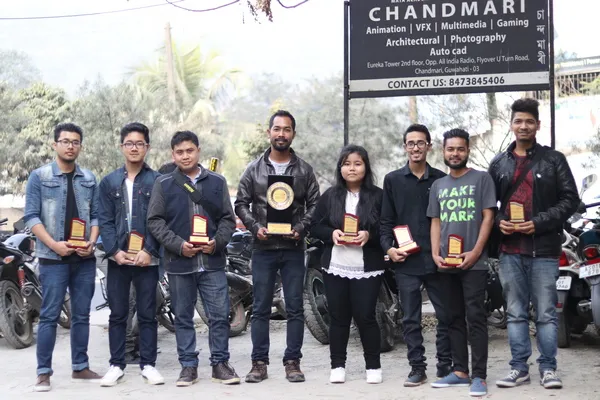 CHANDMARI
Animation | VFX | Multimedia | Gaming
Architectural | Photography
Auto cad
Eureka Tower 2nd floor, Opp. All India Radio, Flyover U Turn Road,
Chandmari, Guwahati - 03
CONTACT US: 8473845406
চান্দমাৰী
MAKE
YOUR
MARK